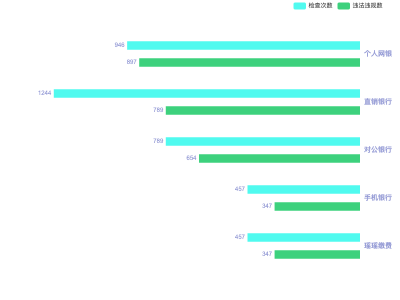 检查次数 违法违规数
946 个人网银
897
1244 直销银行
789
789 对公银行
654
457 手机银行
347
457 瑶瑶缴费
347